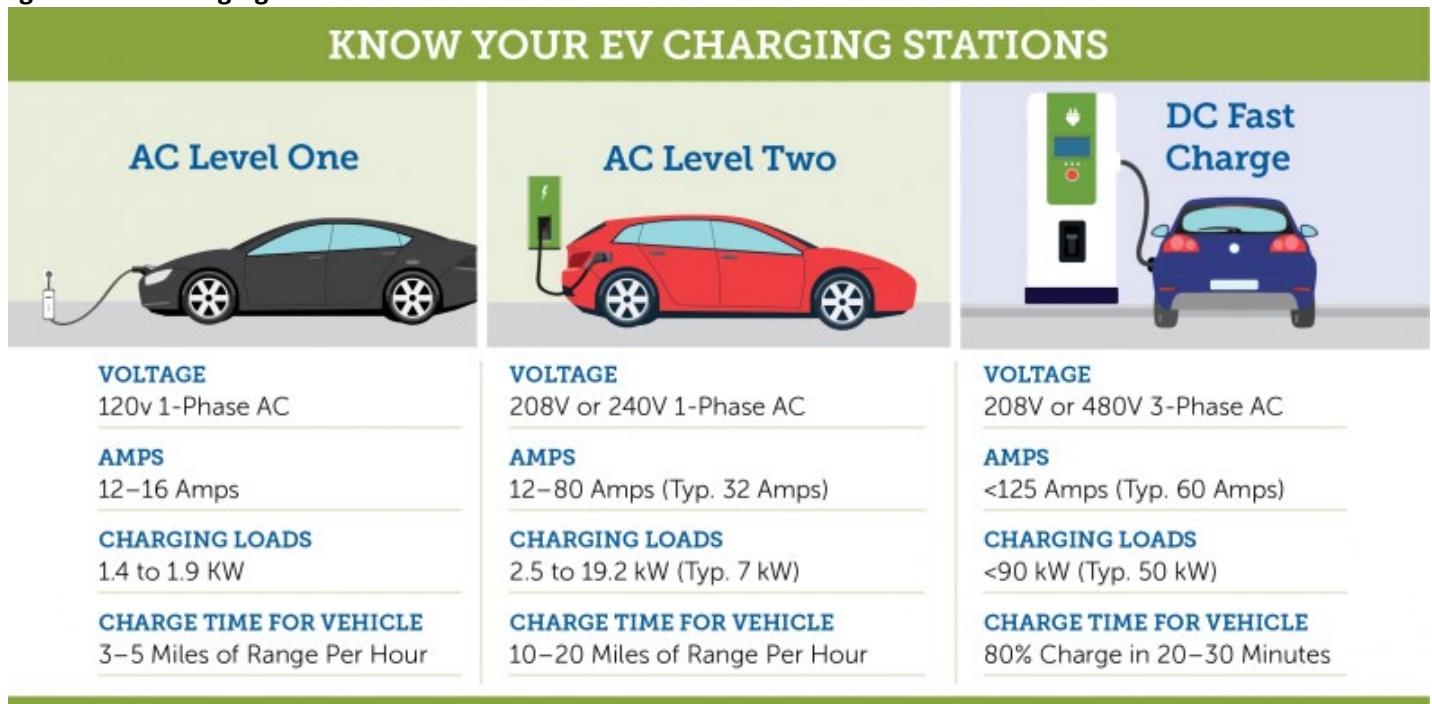 KNOW YOUR EV CHARGING STATIONS
AC Level One
VOLTAGE
120v 1-Phase AC
AMPS
12–16 Amps
CHARGING LOADS
1.4 to 1.9 KW
CHARGE TIME FOR VEHICLE
3–5 Miles of Range Per Hour
AC Level Two
VOLTAGE
208V or 240V 1-Phase AC
AMPS
12–80 Amps (Typ. 32 Amps)
CHARGING LOADS
2.5 to 19.2 kW (Typ. 7 kW)
CHARGE TIME FOR VEHICLE
10–20 Miles of Range Per Hour
DC Fast
Charge
VOLTAGE
208V or 480V 3-Phase AC
AMPS
<125 Amps (Typ. 60 Amps)
CHARGING LOADS
<90 kW (Typ. 50 kW)
CHARGE TIME FOR VEHICLE
80% Charge in 20–30 Minutes